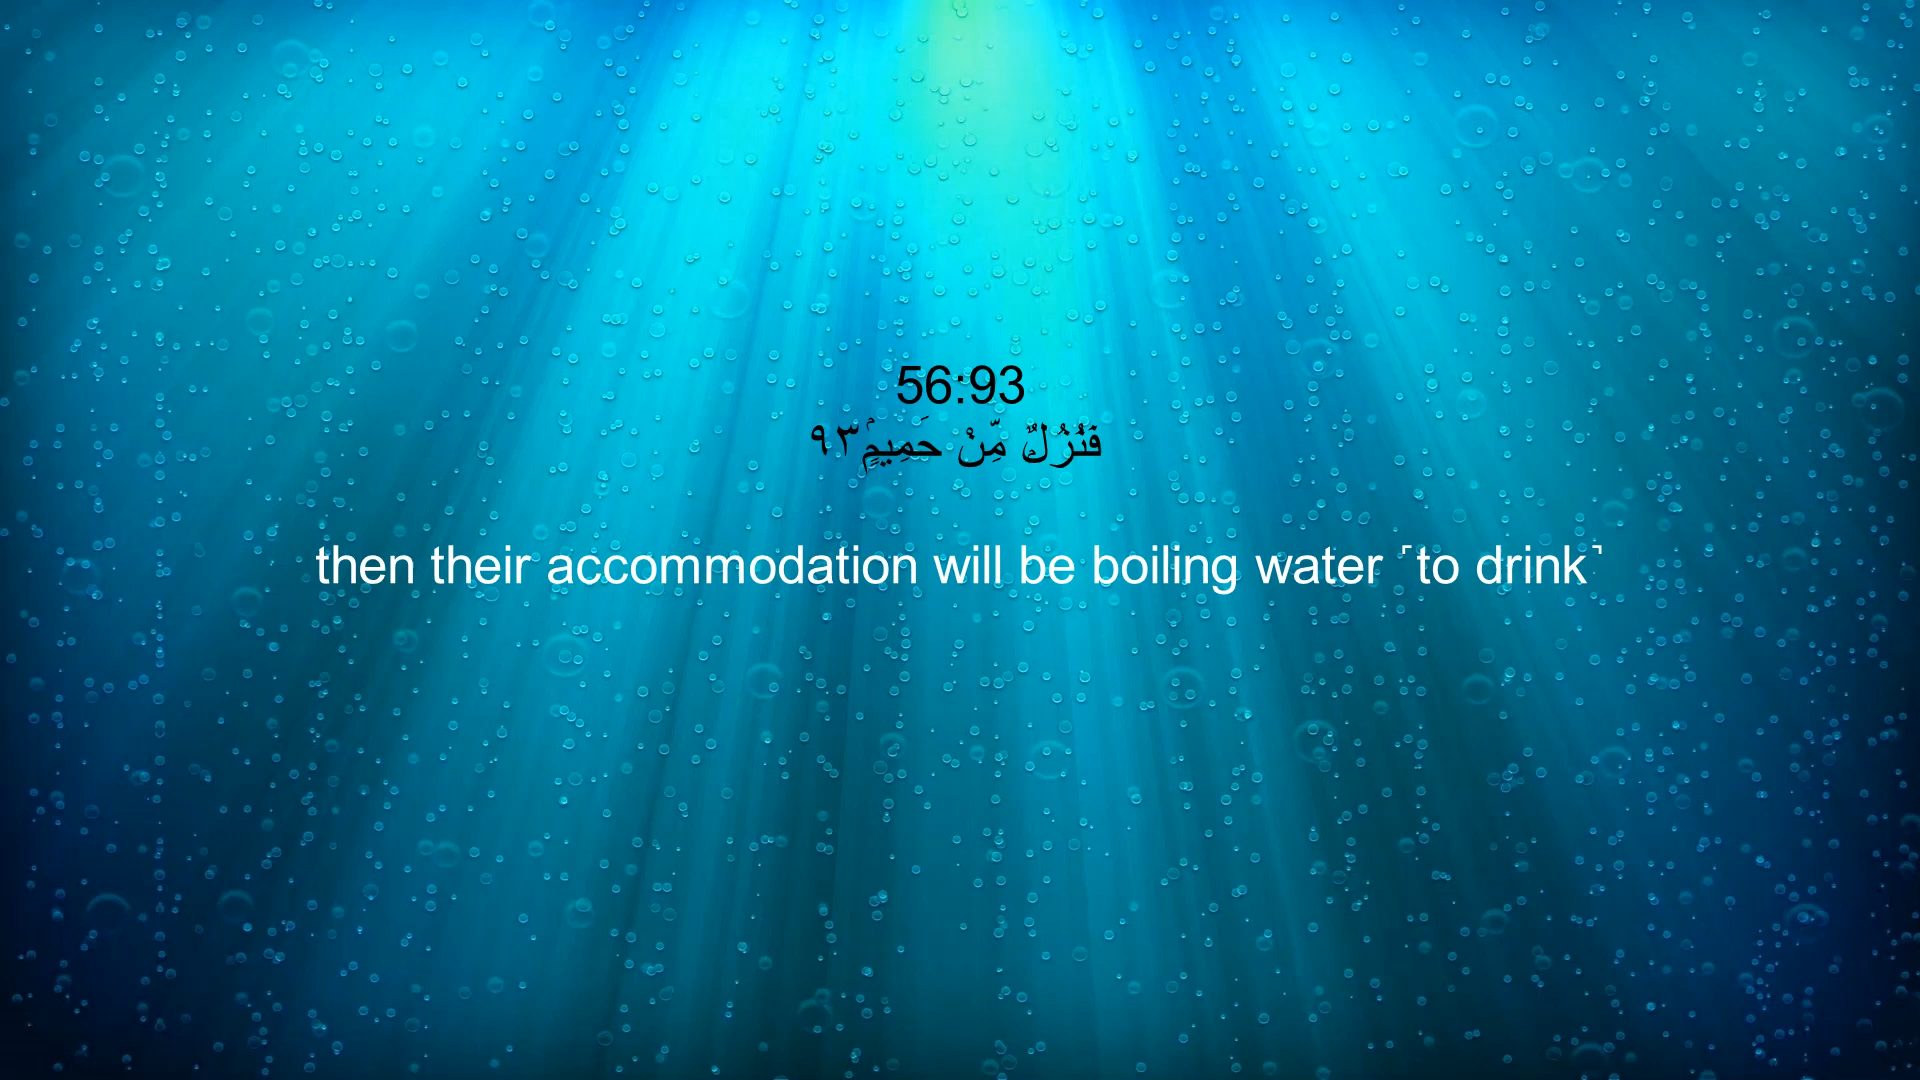 56:93
فَنُزُلٌۭ مِّنْ حَمِيمٍۢ ٩٣
then their accommodation will be boiling water ˹to drink˺